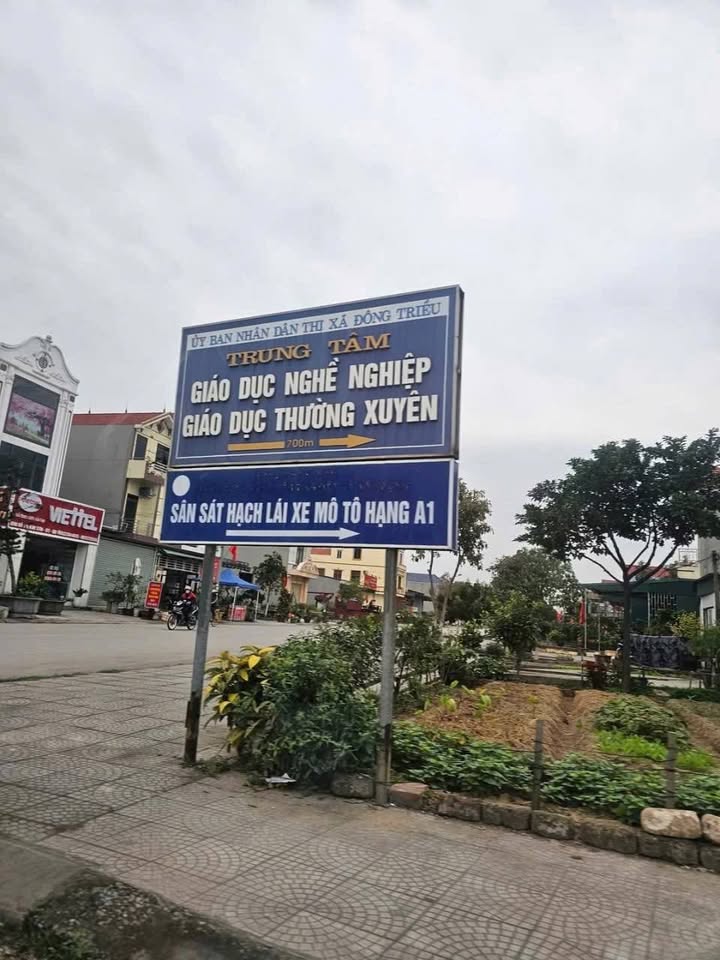 ỦY BAN NHÂN DÂN THỊ XÃ ĐÔNG TRIỀU
TRUNG TÂM
GIÁO DỤC NGHỀ NGHIỆP
GIÁO DỤC THƯỜNG XUYÊN
700m
SÂN SÁT HẠCH LÁI XE MÔ TÔ HẠNG A1
VIETTEL